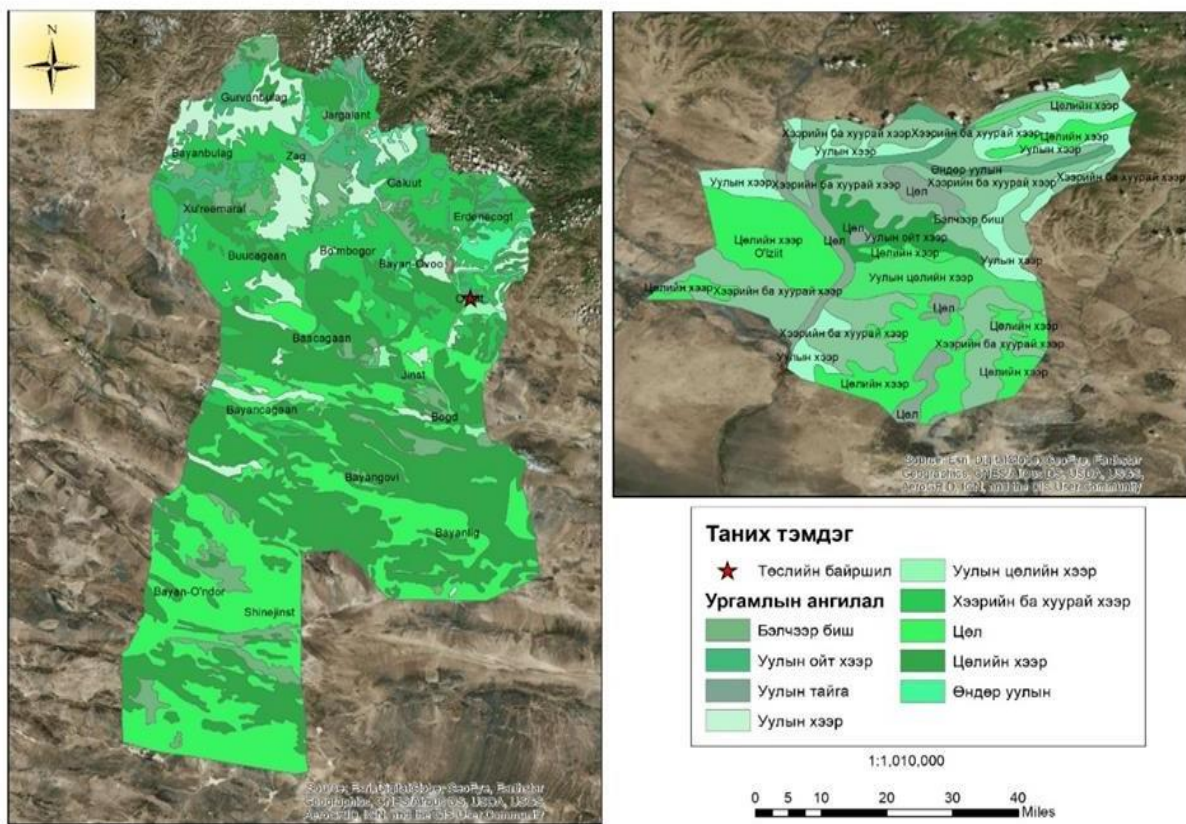 N
Gurvanbulag
Jargalant
Bayanbulag
Zag
Galuut
Xu'reemaral
Erdenecogt
Buucagaan
Bo'mbogor
Bayan-Ovoo
Baacagaan
Jinst
Bayancagaan
Bogd
Bayangovi
Bayanlig
Bayan-O'ndor
Shinejinst
Цөлийн хээр
Хээрийн ба хуурай хээр
Хээрийн ба хуурай хээр
Цөлийн хээр
Уулын хээр
Уулын хээр
Өндөр уулын
Уулын хээр
Хээрийн ба хуурай хээр
Хээрийн ба хуурай хээр
Хээрийн ба хуурай хээр
Цөл
Бэлчээр биш
Цөл
Цөлийн хээр
Цөл
Уулын ойт хээр
O'lziit
Цөлийн хээр
Уулын хээр
Уулын цөлийн хээр
Цөлийн хээр
Хээрийн ба хуурай хээр
Цөл
Хээрийн ба хуурай хээр
Цөлийн хээр
Хээрийн ба хуурай хээр
Уулын хээр
Цөлийн хээр
Цөлийн хээр
Цөл
Таних тэмдэг
Төслийн байршил
Ургамлын ангилал
Бэлчээр биш
Уулын ойт хээр
Уулын тайга
Уулын хээр
Уулын цөлийн хээр
Хээрийн ба хуурай хээр
Цөл
Цөлийн хээр
Өндөр уулын
1:1,010,000
0 5 10 20 30 40
Miles